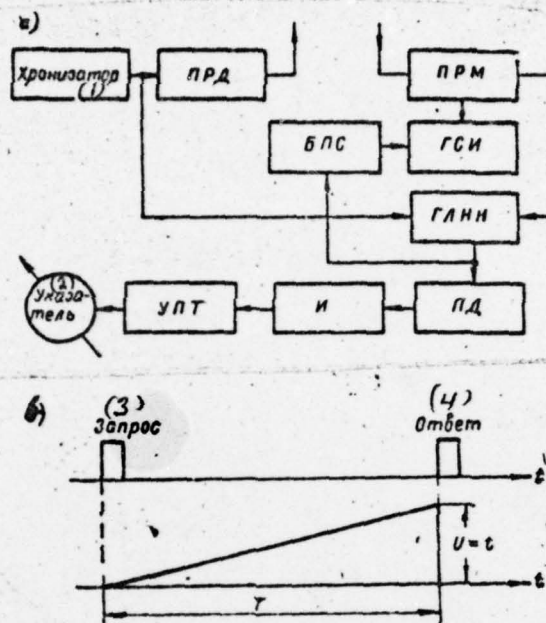 а)
Хронизатор
(1)
ПРД
ПРМ
БПС
ГСИ
ГЛНН
(2)
Указа-
тель
УПТ
И
ПД
б)
(3)
Запрос
(4)
Ответ
t
U=t
t
T